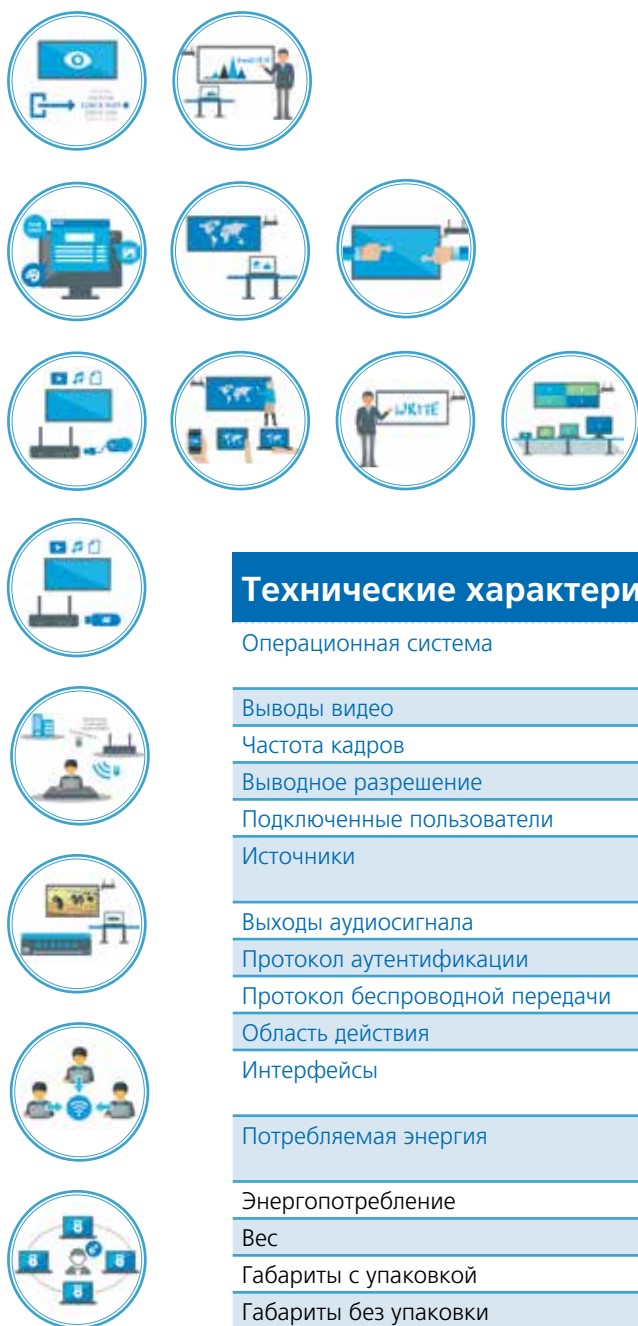 WRITE
Технические характери
Операционная система
Выводы видео
Частота кадров
Выводное разрешение
Подключенные пользователи
Источники
Выходы аудиосигнала
Протокол аутентификации
Протокол беспроводной передачи
Область действия
Интерфейсы
Потребляемая энергия
Энергопотребление
Вес
Габариты с упаковкой
Габариты без упаковки